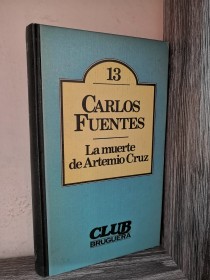 13
CARLOS
FUENTES
La muerte
de Artemio Cruz
CLUB
BRUGUERA